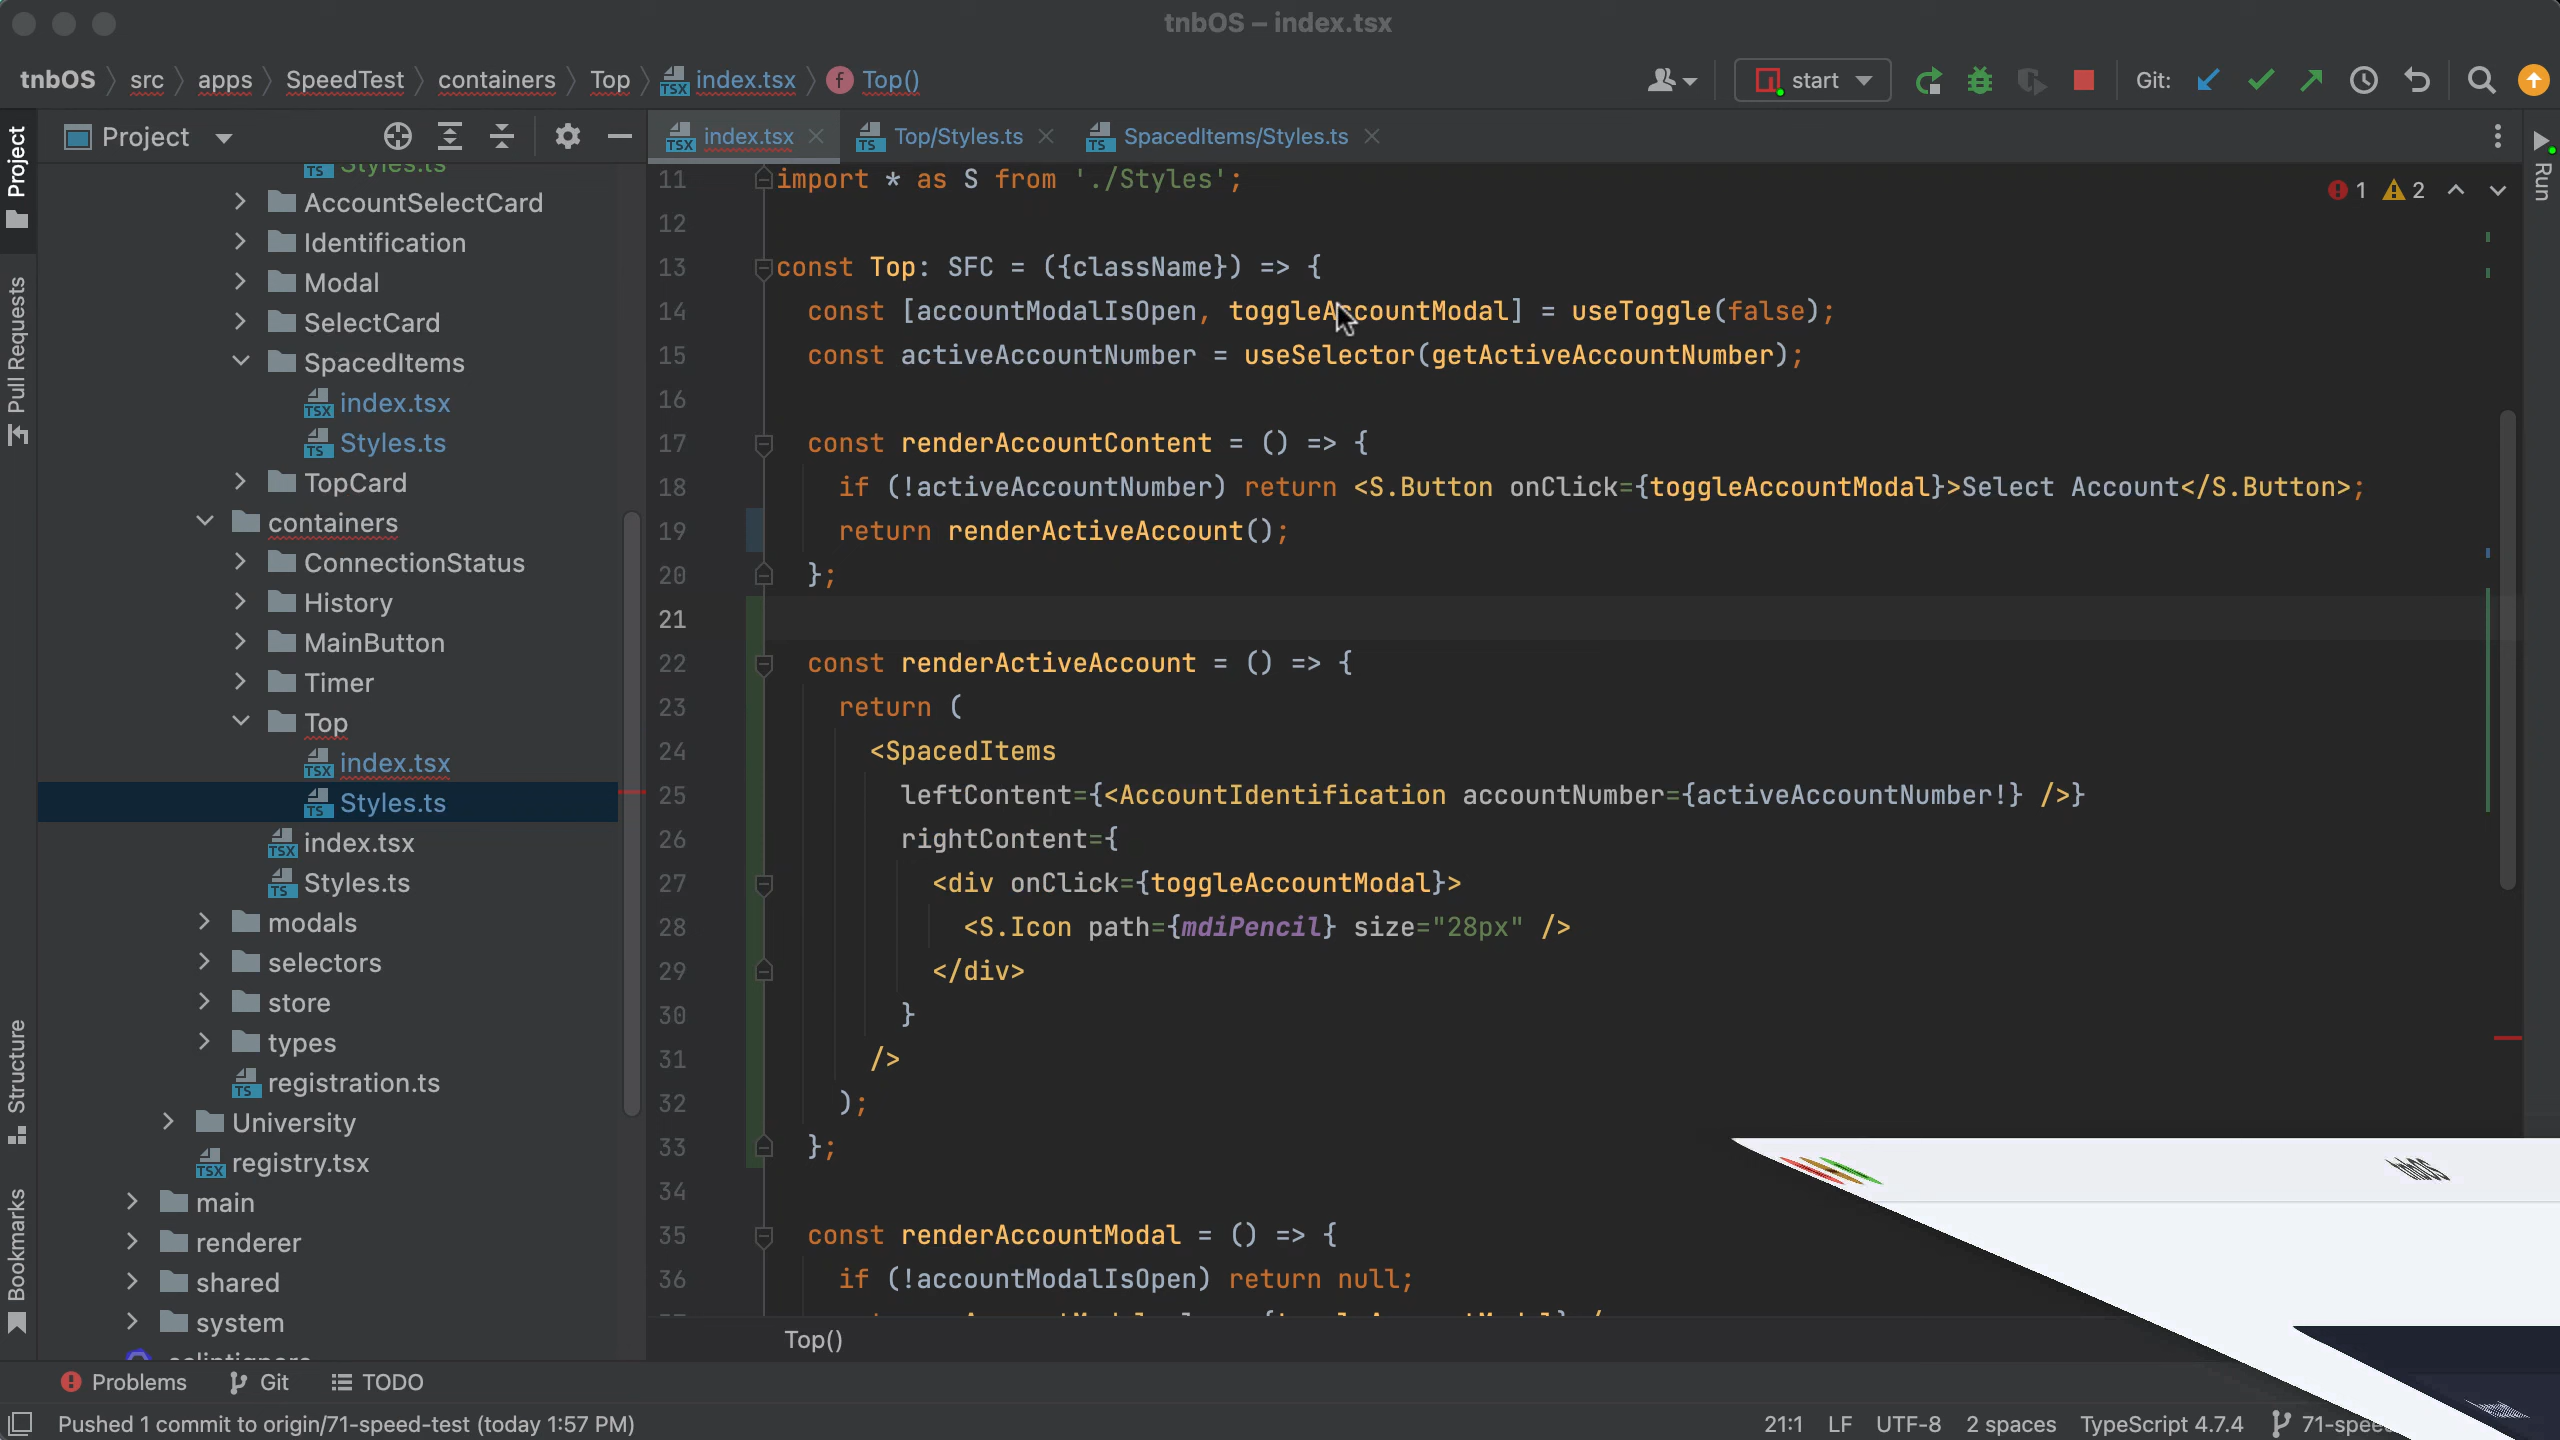 tnbOS – index.tsx
tnbOS src apps SpeedTest containers Top index.tsx Top()
start Git:
Project
index.tsx Top/Styles.ts SpacedItems/Styles.ts
Project
Pull Requests
Structure
Bookmarks
Run
Styles.ts
AccountSelectCard
Identification
Modal
SelectCard
SpacedItems
index.tsx
Styles.ts
TopCard
containers
ConnectionStatus
History
MainButton
Timer
Top
index.tsx
Styles.ts
index.tsx
Styles.ts
modals
selectors
store
types
registration.ts
University
registry.tsx
main
renderer
shared
system
1 2
11 import * as S from './Styles';
12
13 const Top: SFC = ({className}) => {
14 const [accountModalIsOpen, toggleAccountModal] = useToggle(false);
15 const activeAccountNumber = useSelector(getActiveAccountNumber);
16
17 const renderAccountContent = () => {
18 if (!activeAccountNumber) return <S.Button onClick={toggleAccountModal}>Select Account</S.Button>;
19 return renderActiveAccount();
20 };
21
22 const renderActiveAccount = () => {
23 return (
24 <SpacedItems
25 leftContent={<AccountIdentification accountNumber={activeAccountNumber!} />}
26 rightContent={
27 <div onClick={toggleAccountModal}>
28 <S.Icon path={mdiPencil} size="28px" />
29 </div>
30 }
31 />
32 );
33 };
34
35 const renderAccountModal = () => {
36 if (!accountModalIsOpen) return null;
Top()
tnbOS
Problems Git TODO
Pushed 1 commit to origin/71-speed-test (today 1:57 PM)
21:1 LF UTF-8 2 spaces TypeScript 4.7.4 71-spee